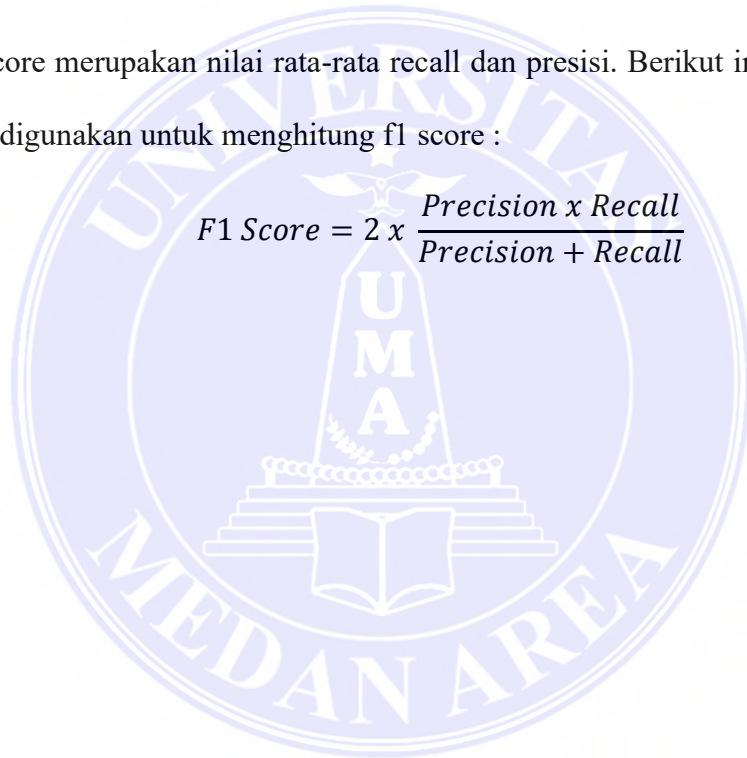 core merupakan nilai rata-rata recall dan presisi. Berikut in
digunakan untuk menghitung f1 score :
F1 Score = 2 x Precision x Recall / Precision + Recall
UNIVERSITAS
UMA
MEDAN AREA